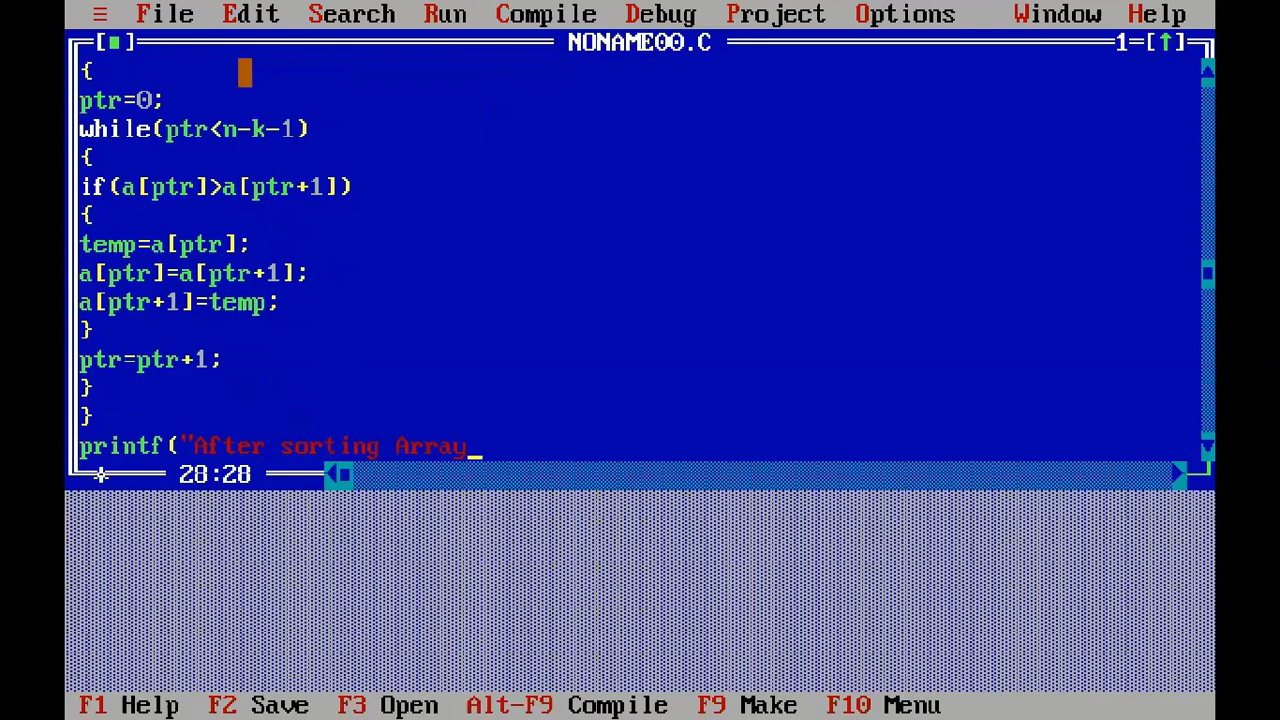 ≡ File Edit Search Run Compile Debug Project Options Window Help
[■] NONAME00.C 1=[↑]
{
ptr=0;
while(ptr<n-k-1)
{
if(a[ptr]>a[ptr+1])
{
temp=a[ptr];
a[ptr]=a[ptr+1];
a[ptr+1]=temp;
}
ptr=ptr+1;
}
}
printf("After sorting Array_
28:28
F1 Help F2 Save F3 Open Alt-F9 Compile F9 Make F10 Menu